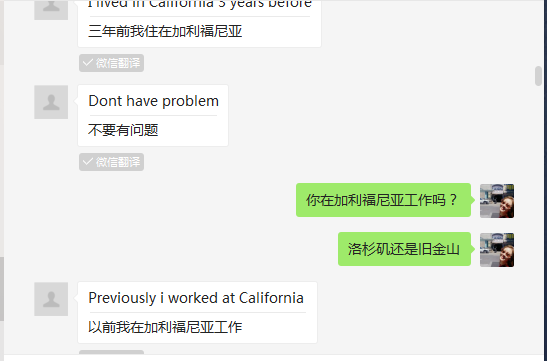 I lived in California 3 years before
三年前我住在加利福尼亚
微信翻译
Dont have problem
不要有问题
微信翻译
你在加利福尼亚工作吗？
洛杉矶还是旧金山
Previously i worked at California
以前我在加利福尼亚工作